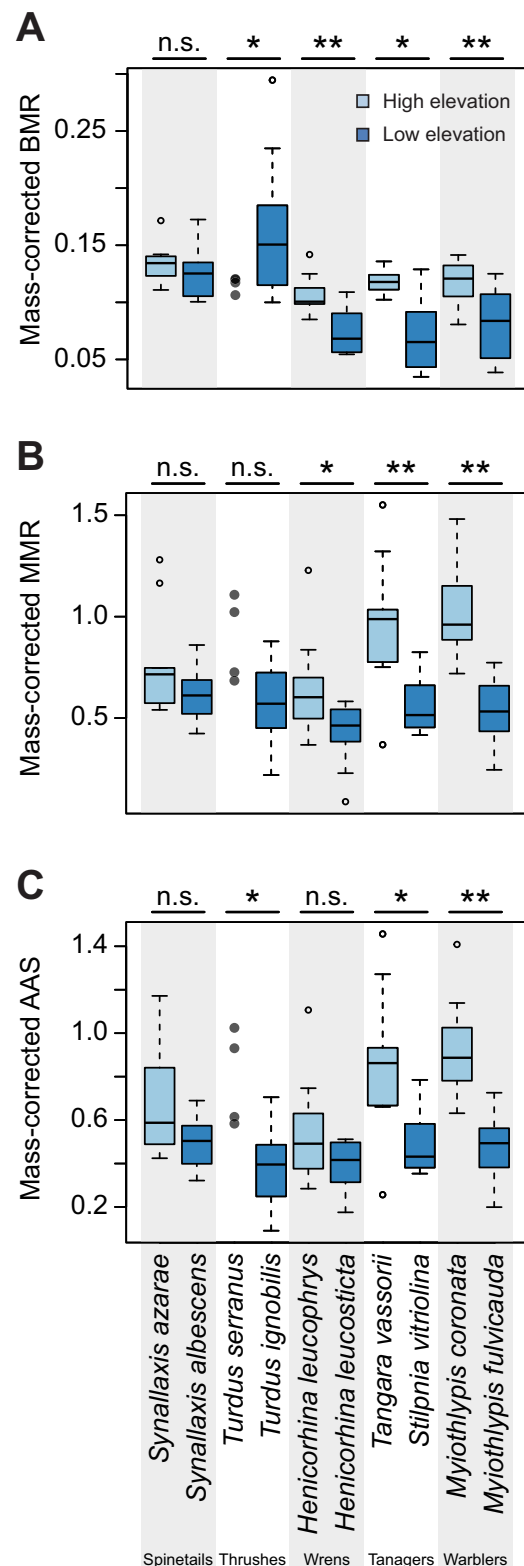 A
n.s. * ** * **
Mass-corrected BMR
0.25
0.15
0.05
High elevation
Low elevation
B
n.s. n.s. * ** **
Mass-corrected MMR
1.5
1.0
0.5
C
n.s. * n.s. * **
Mass-corrected AAS
1.4
0.6
0.2
Synallaxis azarae
Synallaxis albescens
Turdus serranus
Turdus ignobilis
Henicorhina leucophrys
Henicorhina leucosticta
Tangara vassorii
Stilpnia vitriolina
Myiothlypis coronata
Myiothlypis fulvicauda
Spinetails Thrushes Wrens Tanagers Warblers